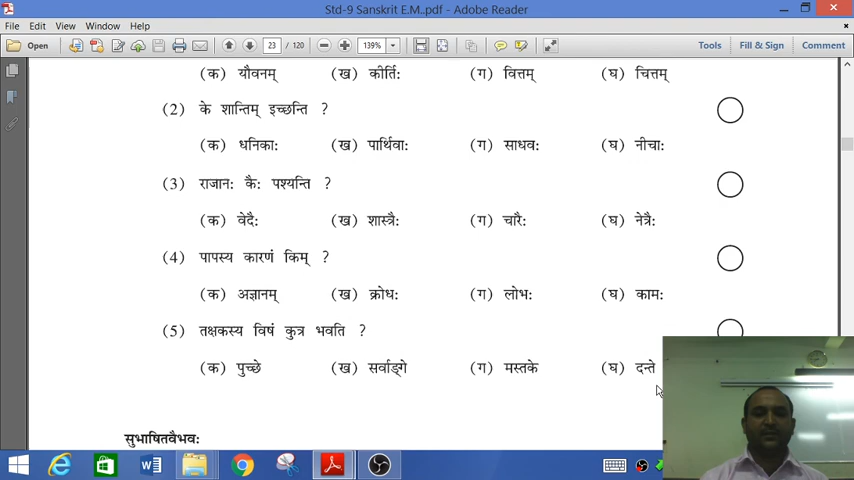 Std-9 Sanskrit E.M..pdf - Adobe Reader
File Edit View Window Help
Open 23 / 120 139% Tools Fill & Sign Comment
(क) यौवनम् (ख) कीर्तिः (ग) वित्तम् (घ) चित्तम्
(2) के शान्तिम् इच्छन्ति ?
(क) धनिकाः (ख) पार्थिवाः (ग) साधवः (घ) नीचाः
(3) राजानः कैः पश्यन्ति ?
(क) वेदैः (ख) शास्त्रैः (ग) चारैः (घ) नेत्रैः
(4) पापस्य कारणं किम् ?
(क) अज्ञानम् (ख) क्रोधः (ग) लोभः (घ) कामः
(5) तक्षकस्य विषं कुत्र भवति ?
(क) पुच्छे (ख) सर्वाङ्गे (ग) मस्तके (घ) दन्ते
सुभाषितवैभवः